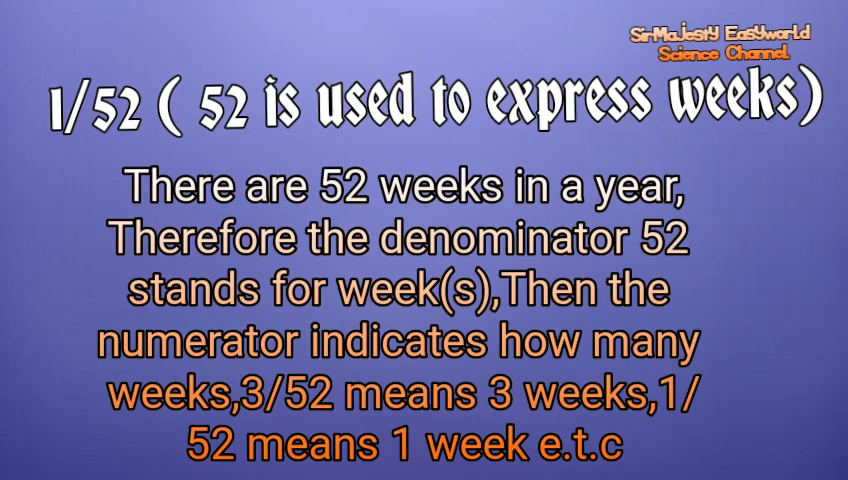 SirMajesty Easyworld
Science Channel
1/52 ( 52 is used to express weeks)
There are 52 weeks in a year,
Therefore the denominator 52
stands for week(s),Then the
numerator indicates how many
weeks,3/52 means 3 weeks,1/
52 means 1 week e.t.c